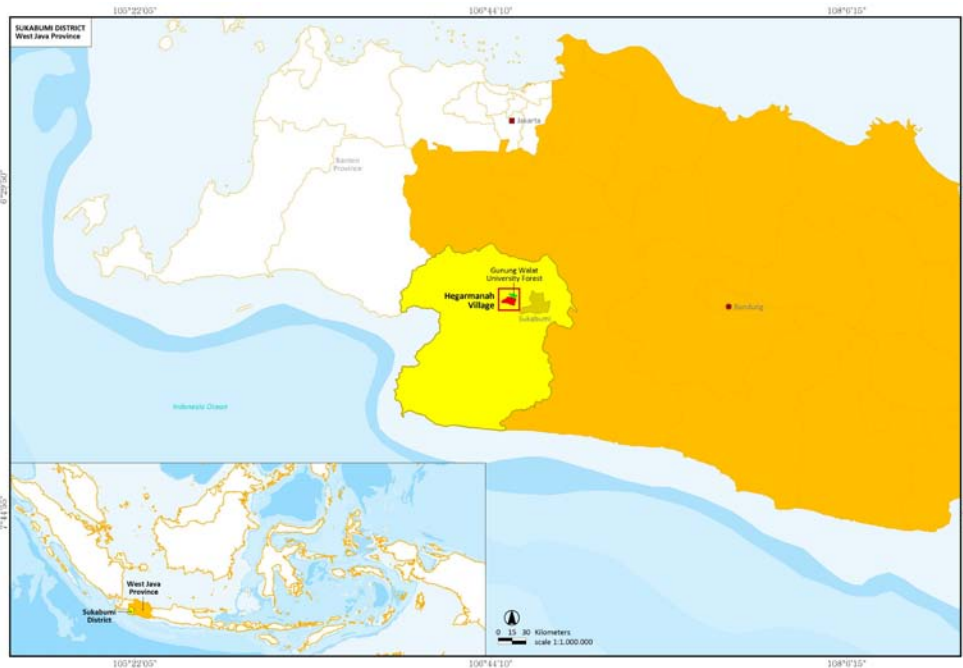 105°22'05"
106°44'10"
108°6'15"
SUKABUMI DISTRICT
West Java Province
Jakarta
Banten
Province
6°29'50"
Gunung Walat
University Forest
Hegarmanah
Village
Sukabumi
Bandung
Indonesia Ocean
7°44'55"
West Java
Province
Sukabumi
District
0 15 30 Kilometers
scale 1:1.000.000
105°22'05"
106°44'10"
108°6'15"